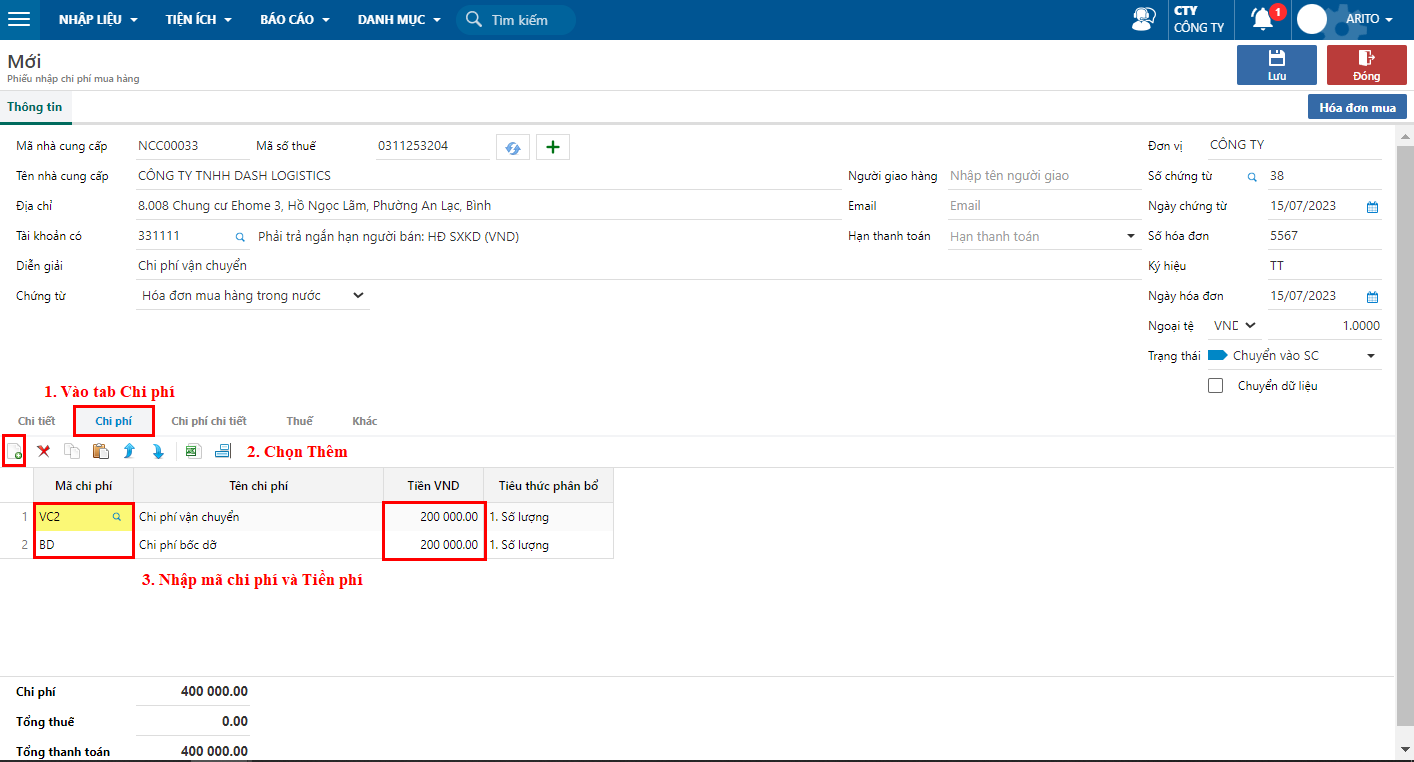 NHẬP LIỆU TIỆN ÍCH BÁO CÁO DANH MỤC Tìm kiếm CTY 1 ARITO
CÔNG TY
Mới
Phiếu nhập chi phí mua hàng
Lưu Đóng
Thông tin Hóa đơn mua
Mã nhà cung cấp NCC00033 Mã số thuế 0311253204 Đơn vị CÔNG TY
Tên nhà cung cấp CÔNG TY TNHH DASH LOGISTICS Người giao hàng Nhập tên người giao Số chứng từ 38
Địa chỉ 8.008 Chung cư Ehome 3, Hồ Ngọc Lãm, Phường An Lạc, Bình Email Email Ngày chứng từ 15/07/2023
Tài khoản có 331111 Phải trả ngắn hạn người bán: HĐ SXKD (VND) Hạn thanh toán Hạn thanh toán Số hóa đơn 5567
Diễn giải Chi phí vận chuyển Ký hiệu TT
Chứng từ Hóa đơn mua hàng trong nước Ngày hóa đơn 15/07/2023
Ngoại tệ VND 1.0000
Trạng thái Chuyển vào SC
Chuyển dữ liệu
1. Vào tab Chi phí
Chi tiết Chi phí Chi phí chi tiết Thuế Khác
2. Chọn Thêm
Mã chi phí Tên chi phí Tiền VND Tiêu thức phân bổ
1 VC2 Chi phí vận chuyển 200 000.00 1. Số lượng
2 BD Chi phí bốc dỡ 200 000.00 1. Số lượng
3. Nhập mã chi phí và Tiền phí
Chi phí 400 000.00
Tổng thuế 0.00
Tổng thanh toán 400 000.00